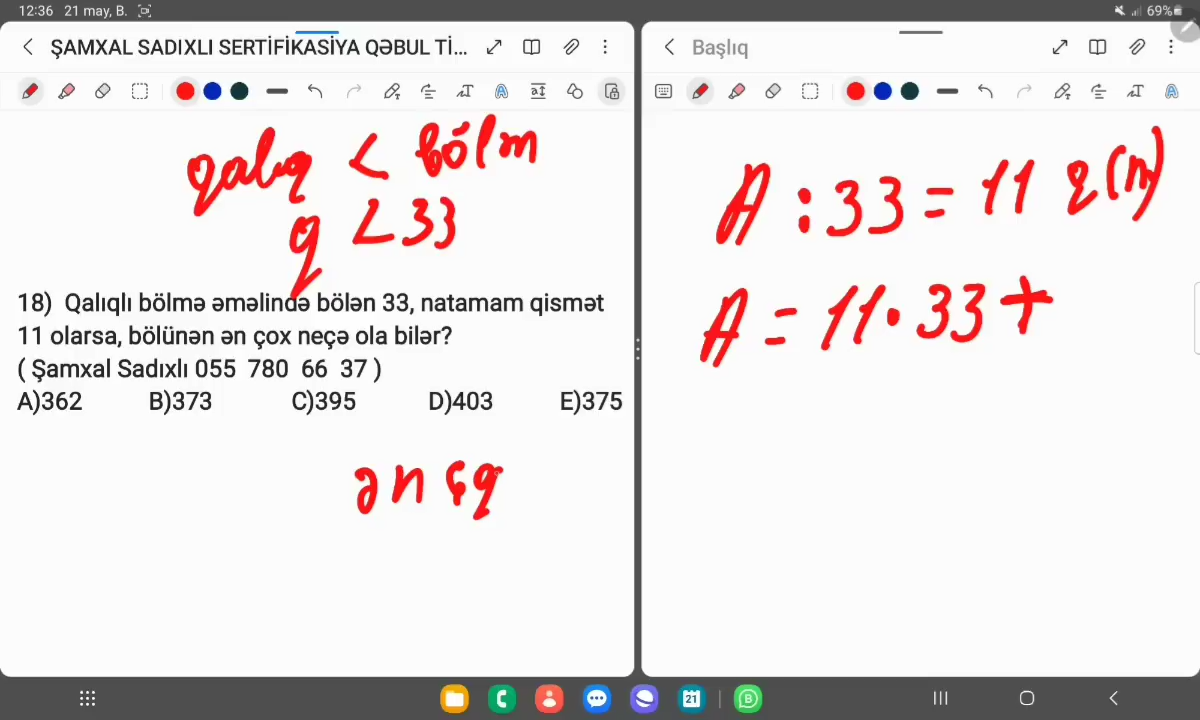 12:36 21 may, B. 69%
ŞAMXAL SADIXLI SERTİFİKASİYA QƏBUL Tİ...
Başlıq
qalıq < bölm
q < 33
18) Qalıqlı bölmə əməlində bölən 33, natamam qismət
11 olarsa, bölünən ən çox neçə ola bilər?
( Şamxal Sadıxlı 055 780 66 37 )
A)362 B)373 C)395 D)403 E)375
ən çq
A : 33 = 11 q(n)
A = 11 · 33 +
21